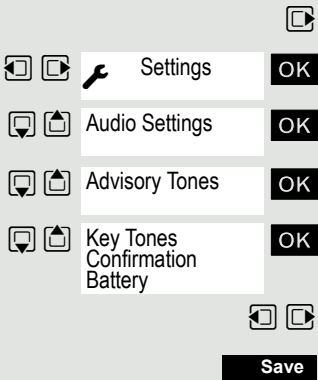 Settings OK
Audio Settings OK
Advisory Tones OK
Key Tones OK
Confirmation
Battery
Save